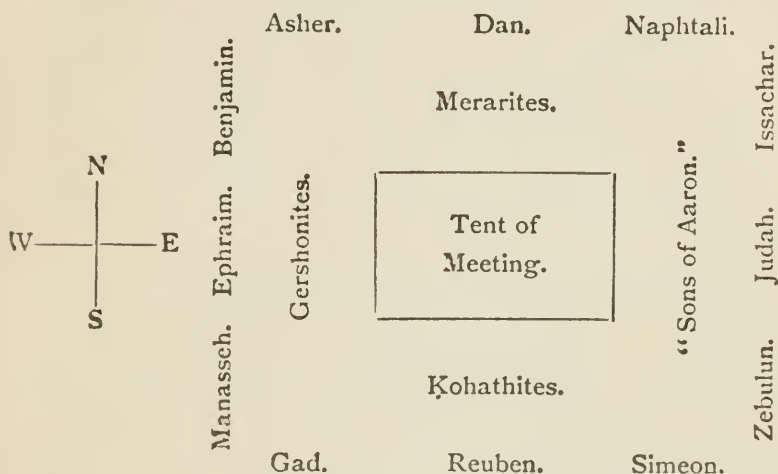 Asher. Dan. Naphtali.
Merarites.
Benjamin.
Ephraim.
Manasseh.
Gershonites.
N
W E
S
Tent of
Meeting.
“Sons of Aaron.”
Issachar.
Judah.
Zebulun.
Ḳohathites.
Gad. Reuben. Simeon.